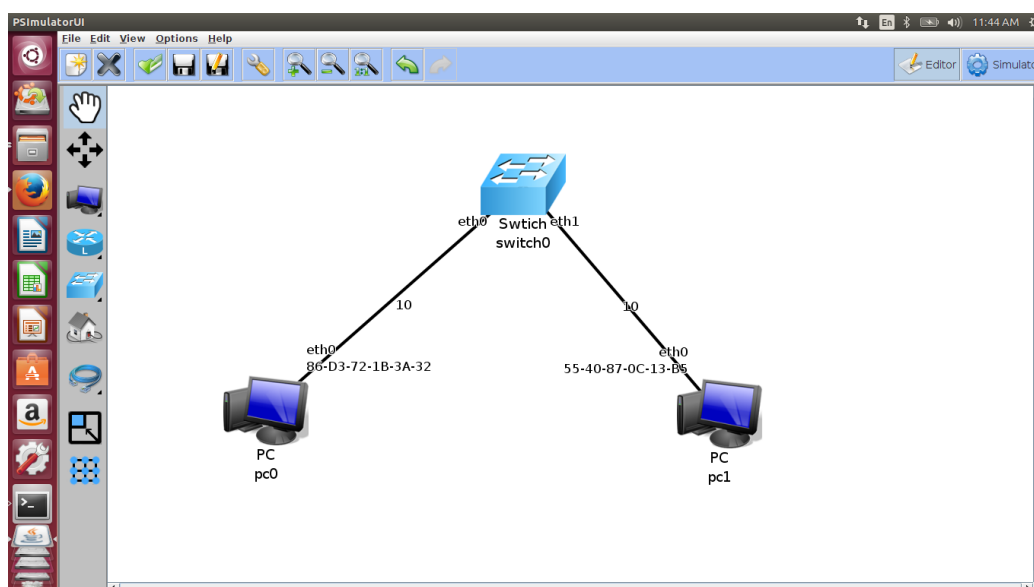 PSImulatorUI
En
11:44 AM
File Edit View Options Help
Editor
Simulato
L
eth0 Swtich eth1
switch0
10
10
eth0
86-D3-72-1B-3A-32
eth0
55-40-87-0C-13-B5
PC
pc0
PC
pc1